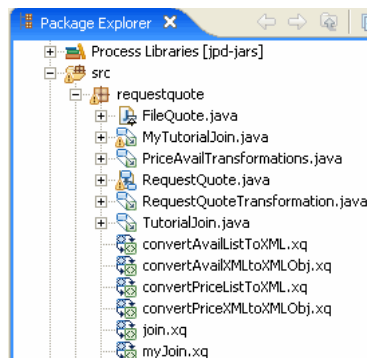 Package Explorer
Process Libraries [jpd-jars]
src
requestquote
FileQuote.java
MyTutorialJoin.java
PriceAvailTransformations.java
RequestQuote.java
RequestQuoteTransformation.java
TutorialJoin.java
convertAvailListToXML.xq
convertAvailXMLtoXMLObj.xq
convertPriceListToXML.xq
convertPriceXMLtoXMLObj.xq
join.xq
myJoin.xq